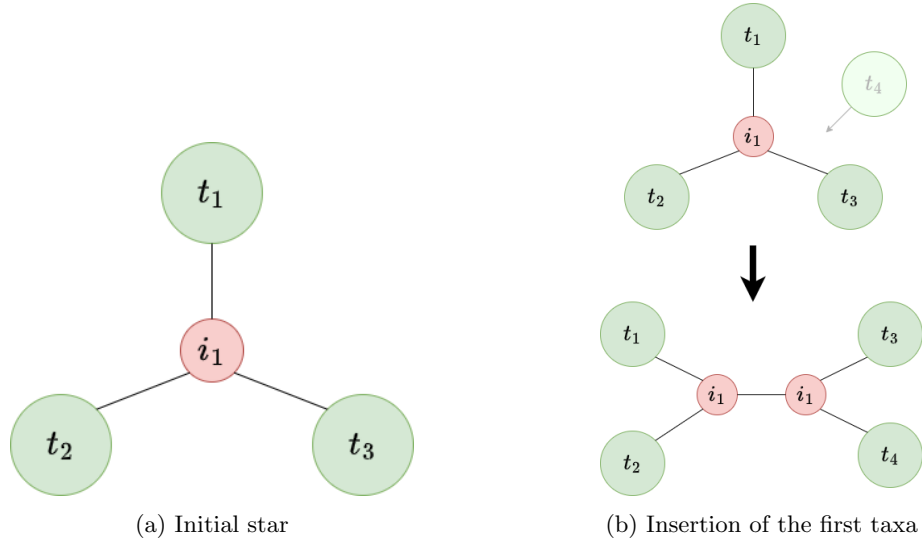 t₁
i₁
t₂ t₃
(a) Initial star
t₁
t₄
i₁
t₂ t₃
t₁ t₃
i₁ i₁
t₂ t₄
(b) Insertion of the first taxa